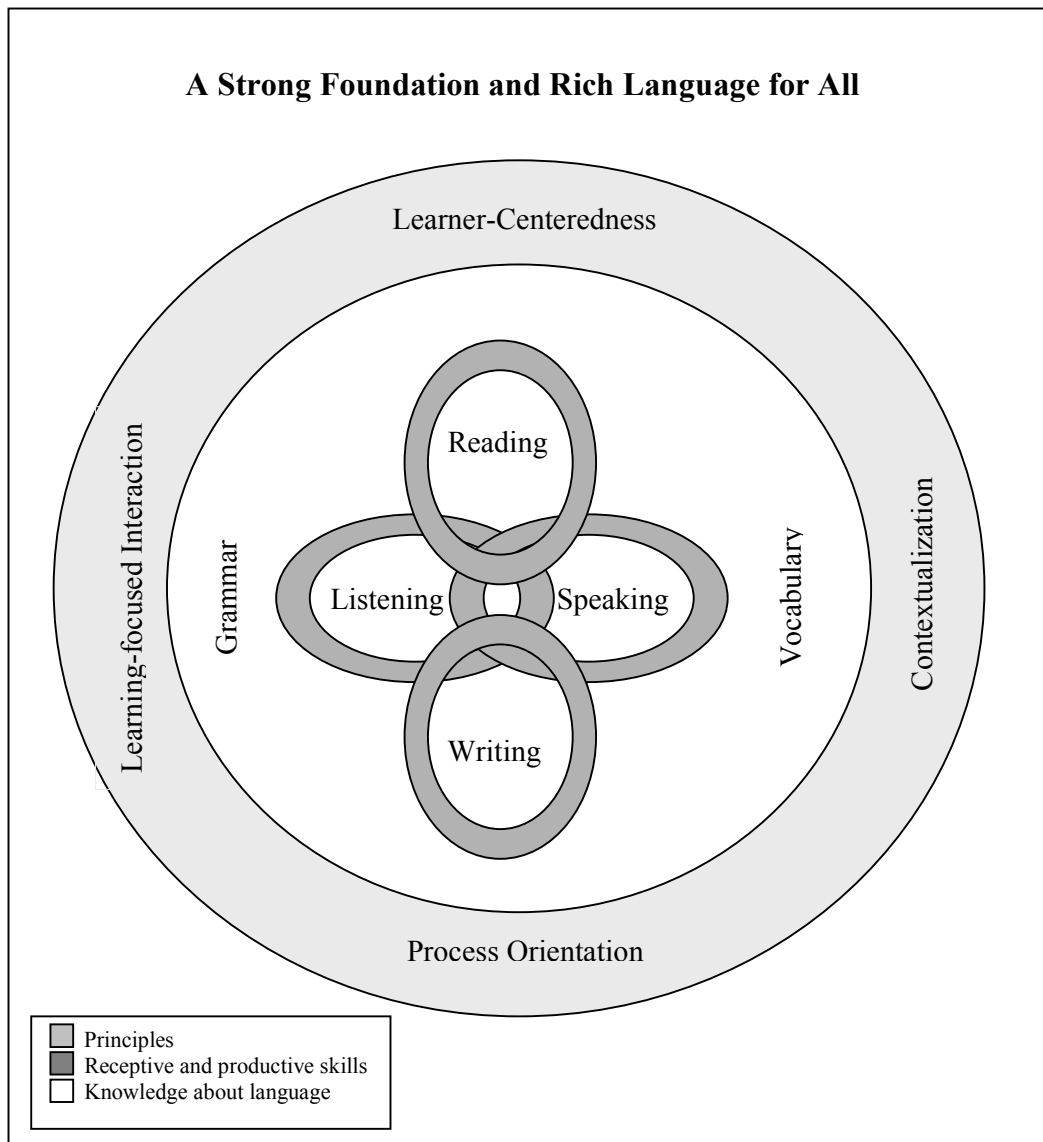 A Strong Foundation and Rich Language for All
Learner-Centeredness
Learning-focused Interaction
Grammar
Reading
Listening
Speaking
Writing
Vocabulary
Contextualization
Process Orientation
Principles
Receptive and productive skills
Knowledge about language